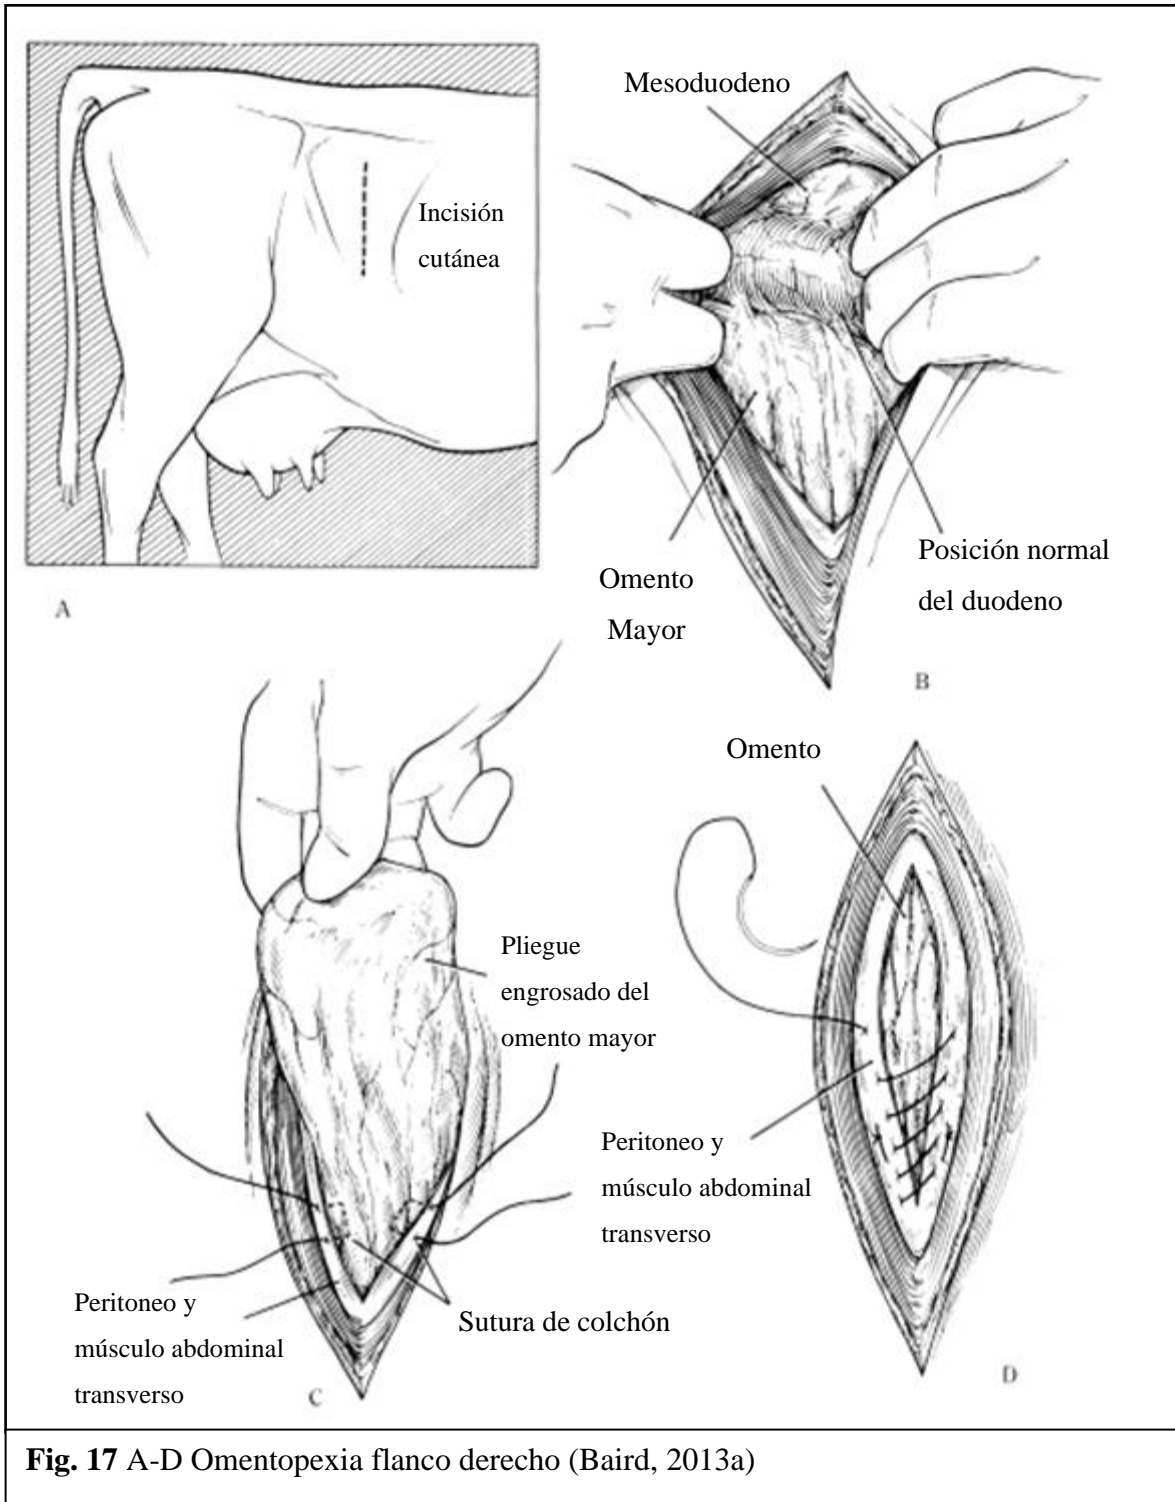 Incisión
cutánea
A
Mesoduodeno
Omento
Mayor
Posición normal
del duodeno
B
Pliegue
engrosado del
omento mayor
Peritoneo y
músculo abdominal
transverso
Sutura de colchón
C
Omento
Peritoneo y
músculo abdominal
transverso
D
Fig. 17 A-D Omentopexia flanco derecho (Baird, 2013a)